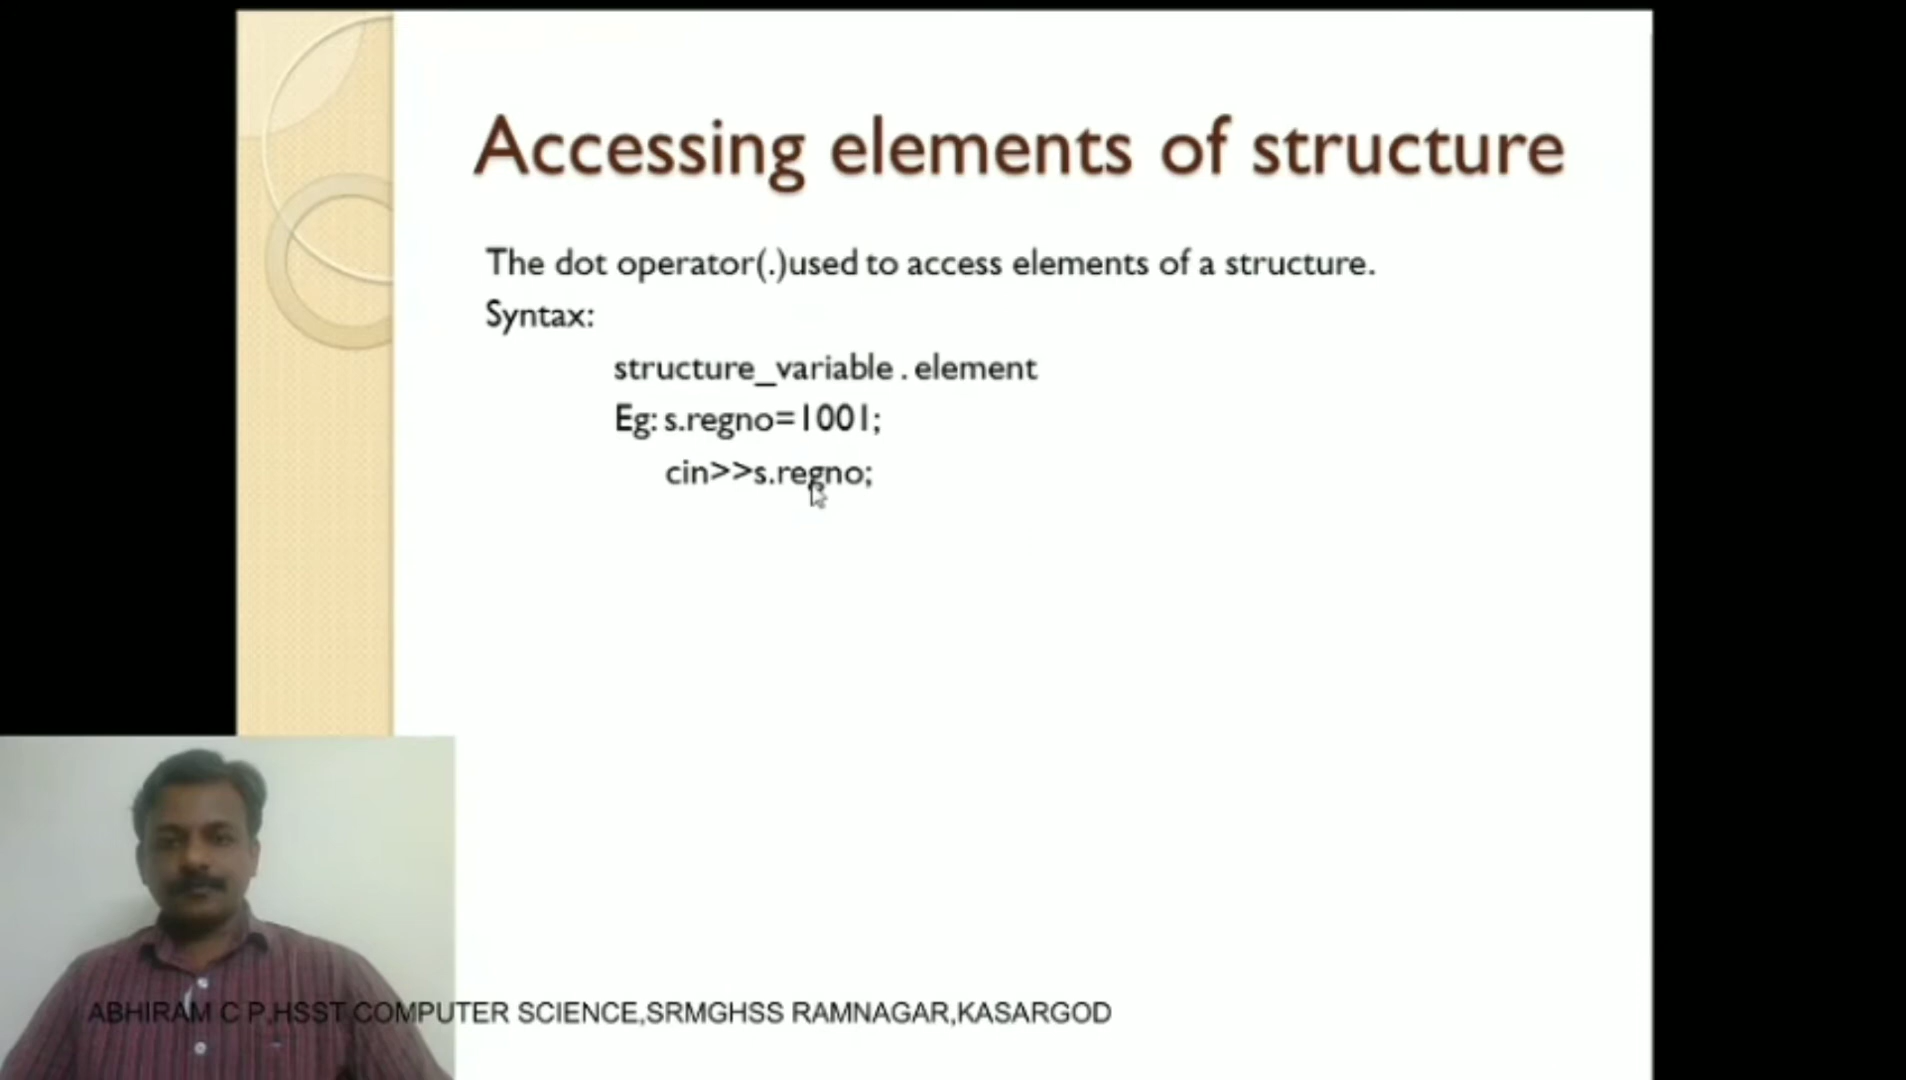 Accessing elements of structure
The dot operator(.)used to access elements of a structure.
Syntax:
structure_variable . element
Eg: s.regno=1001;
cin>>s.regno;
ABHIRAM C P,HSST COMPUTER SCIENCE,SRMGHSS RAMNAGAR,KASARGOD